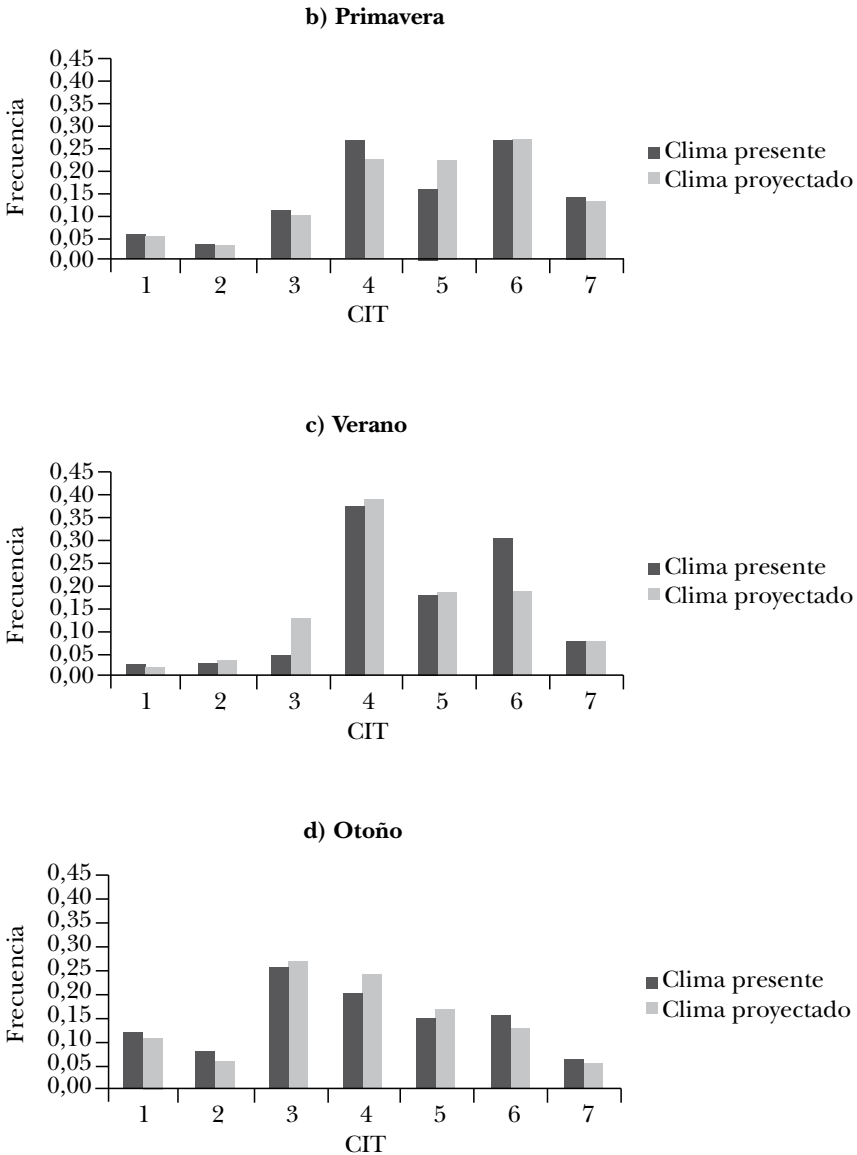 b) Primavera
Frecuencia
0,45
0,40
0,35
0,30
0,25
0,20
0,15
0,10
0,05
0,00
1 2 3 4 5 6 7
CIT
Clima presente
Clima proyectado
c) Verano
Frecuencia
0,45
0,40
0,35
0,30
0,25
0,20
0,15
0,10
0,05
0,00
1 2 3 4 5 6 7
CIT
Clima presente
Clima proyectado
d) Otoño
Frecuencia
0,45
0,40
0,35
0,30
0,25
0,20
0,15
0,10
0,05
0,00
1 2 3 4 5 6 7
CIT
Clima presente
Clima proyectado